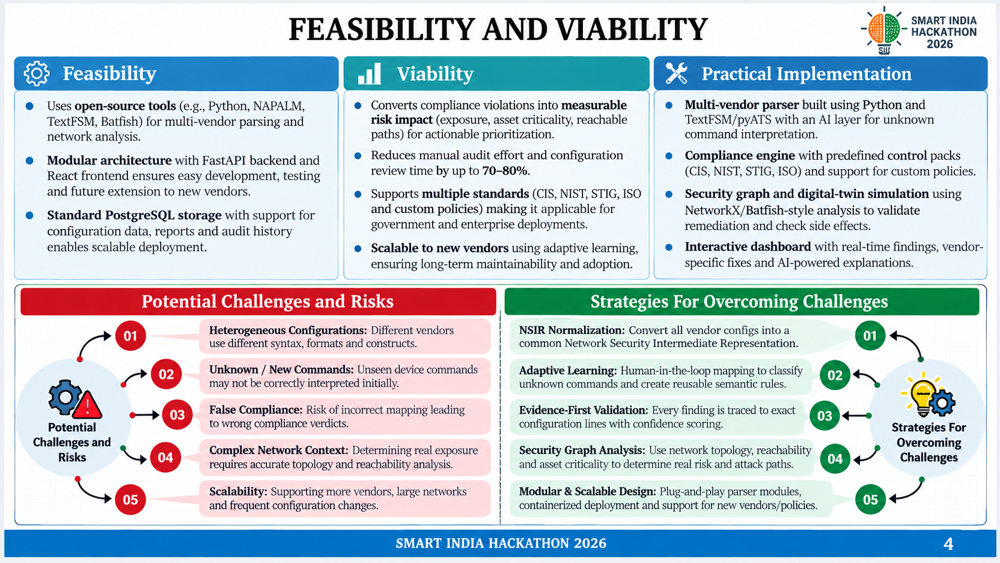 FEASIBILITY AND VIABILITY
SMART INDIA
HACKATHON
2026
SIH
Feasibility
Uses open-source tools (e.g., Python, NAPALM,
TextFSM, Batfish) for multi-vendor parsing and
network analysis.
Modular architecture with FastAPI backend and
React frontend ensures easy development, testing
and future extension to new vendors.
Standard PostgreSQL storage with support for
configuration data, reports and audit history
enables scalable deployment.
Viability
Converts compliance violations into measurable
risk impact (exposure, asset criticality, reachable
paths) for actionable prioritization.
Reduces manual audit effort and configuration
review time by up to 70–80%.
Supports multiple standards (CIS, NIST, STIG, ISO
and custom policies) making it applicable for
government and enterprise deployments.
Scalable to new vendors using adaptive learning,
ensuring long-term maintainability and adoption.
Practical Implementation
Multi-vendor parser built using Python and
TextFSM/pyATS with an AI layer for unknown
command interpretation.
Compliance engine with predefined control packs
(CIS, NIST, STIG, ISO) and support for custom policies.
Security graph and digital-twin simulation using
NetworkX/Batfish-style analysis to validate
remediation and check side effects.
Interactive dashboard with real-time findings, vendor-
specific fixes and AI-powered explanations.
Potential Challenges and Risks
Potential
Challenges and
Risks
01
Heterogeneous Configurations: Different vendors
use different syntax, formats and constructs.
02
Unknown / New Commands: Unseen device commands
may not be correctly interpreted initially.
03
False Compliance: Risk of incorrect mapping leading
to wrong compliance verdicts.
04
Complex Network Context: Determining real exposure
requires accurate topology and reachability analysis.
05
Scalability: Supporting more vendors, large networks
and frequent configuration changes.
Strategies For Overcoming Challenges
NSIR Normalization: Convert all vendor configs into a
common Network Security Intermediate Representation.
01
Adaptive Learning: Human-in-the-loop mapping to classify
unknown commands and create reusable semantic rules.
02
Evidence-First Validation: Every finding is traced to exact
configuration lines with confidence scoring.
03
Security Graph Analysis: Use network topology, reachability
and asset criticality to determine real risk and attack paths.
04
Modular & Scalable Design: Plug-and-play parser modules,
containerized deployment and support for new vendors/policies.
05
Strategies For
Overcoming
Challenges
SMART INDIA HACKATHON 2026
4